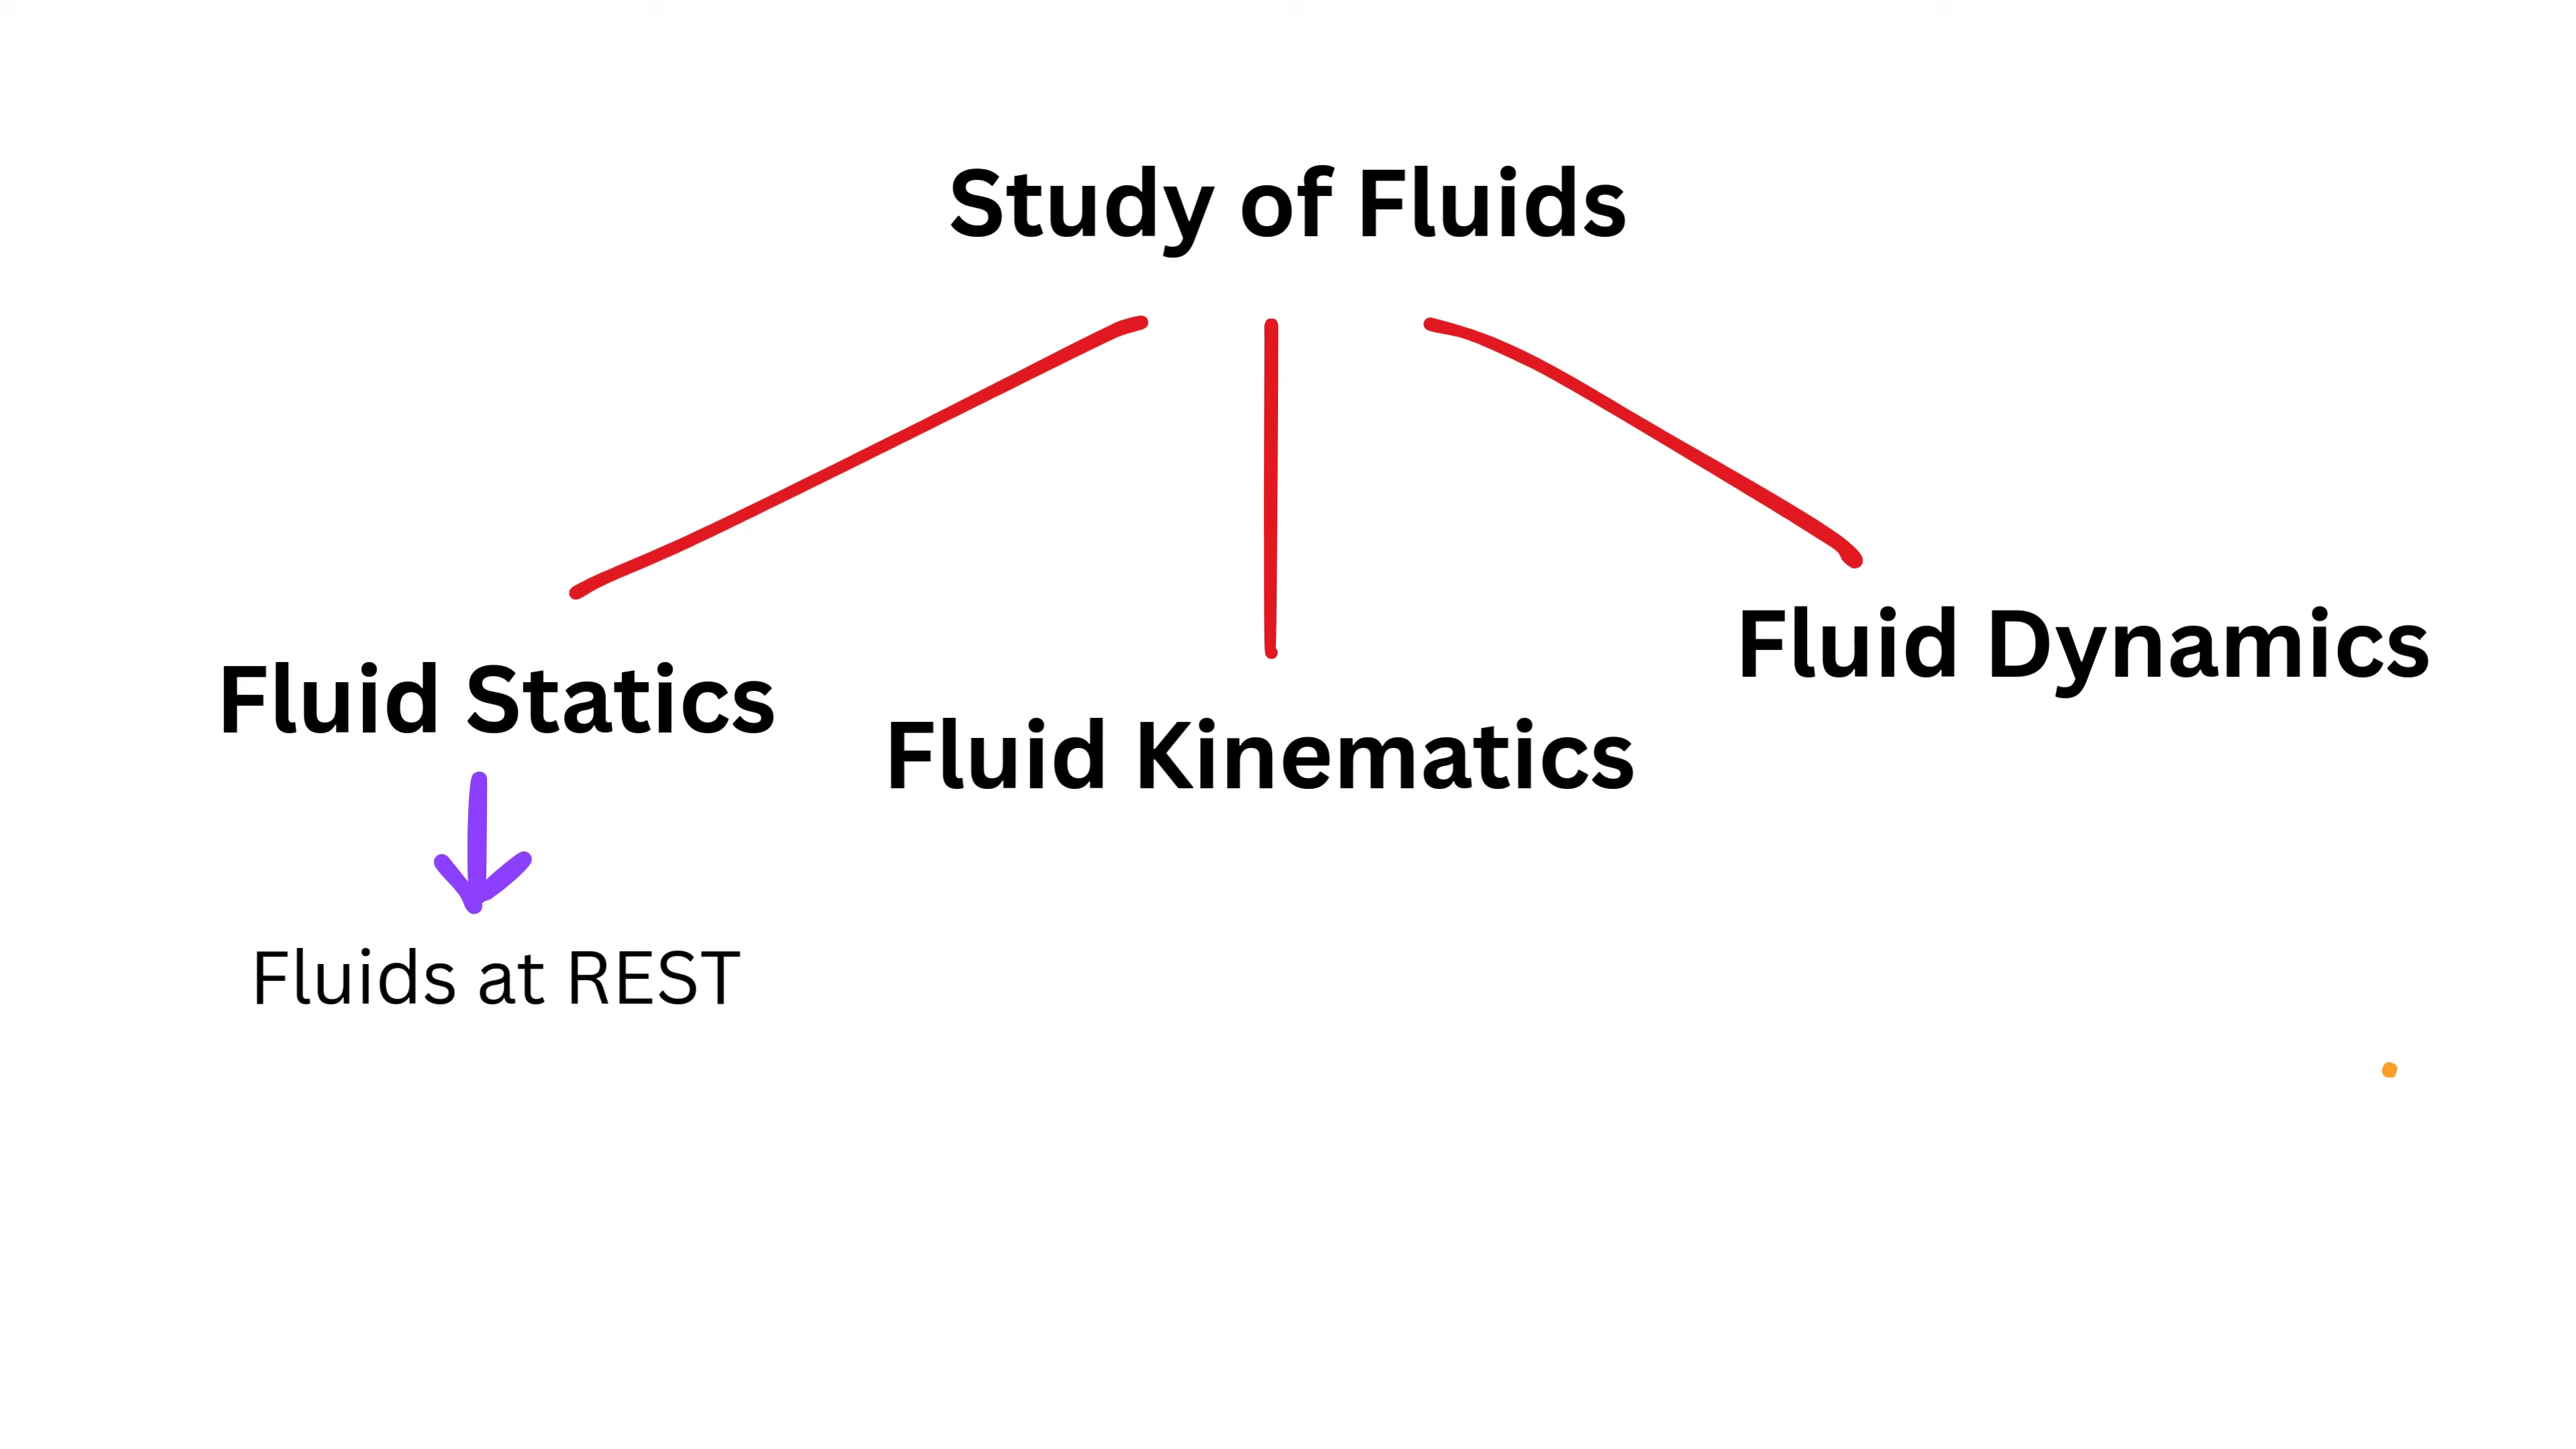 Study of Fluids
Fluid Statics
Fluid Kinematics
Fluid Dynamics
Fluids at REST